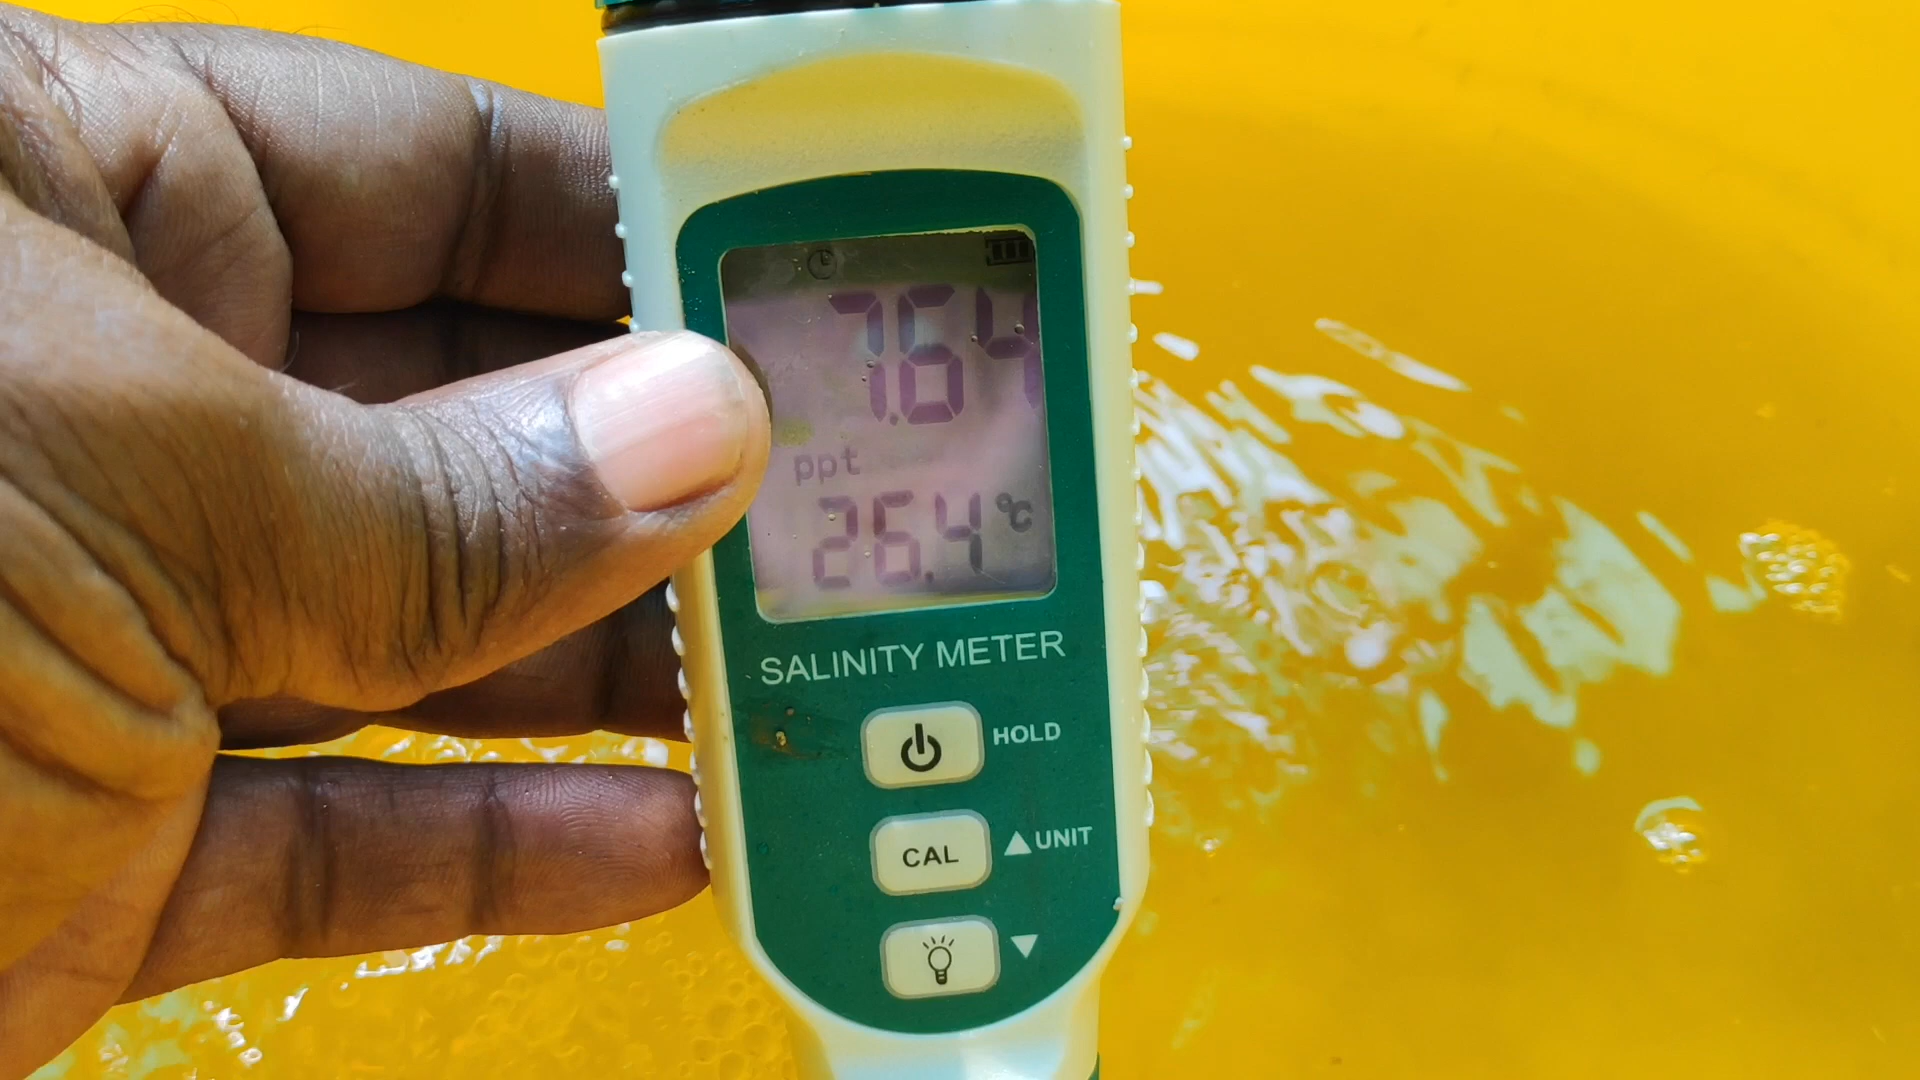 7.64
ppt
26.4 °C
SALINITY METER
HOLD
CAL ▲UNIT
▼